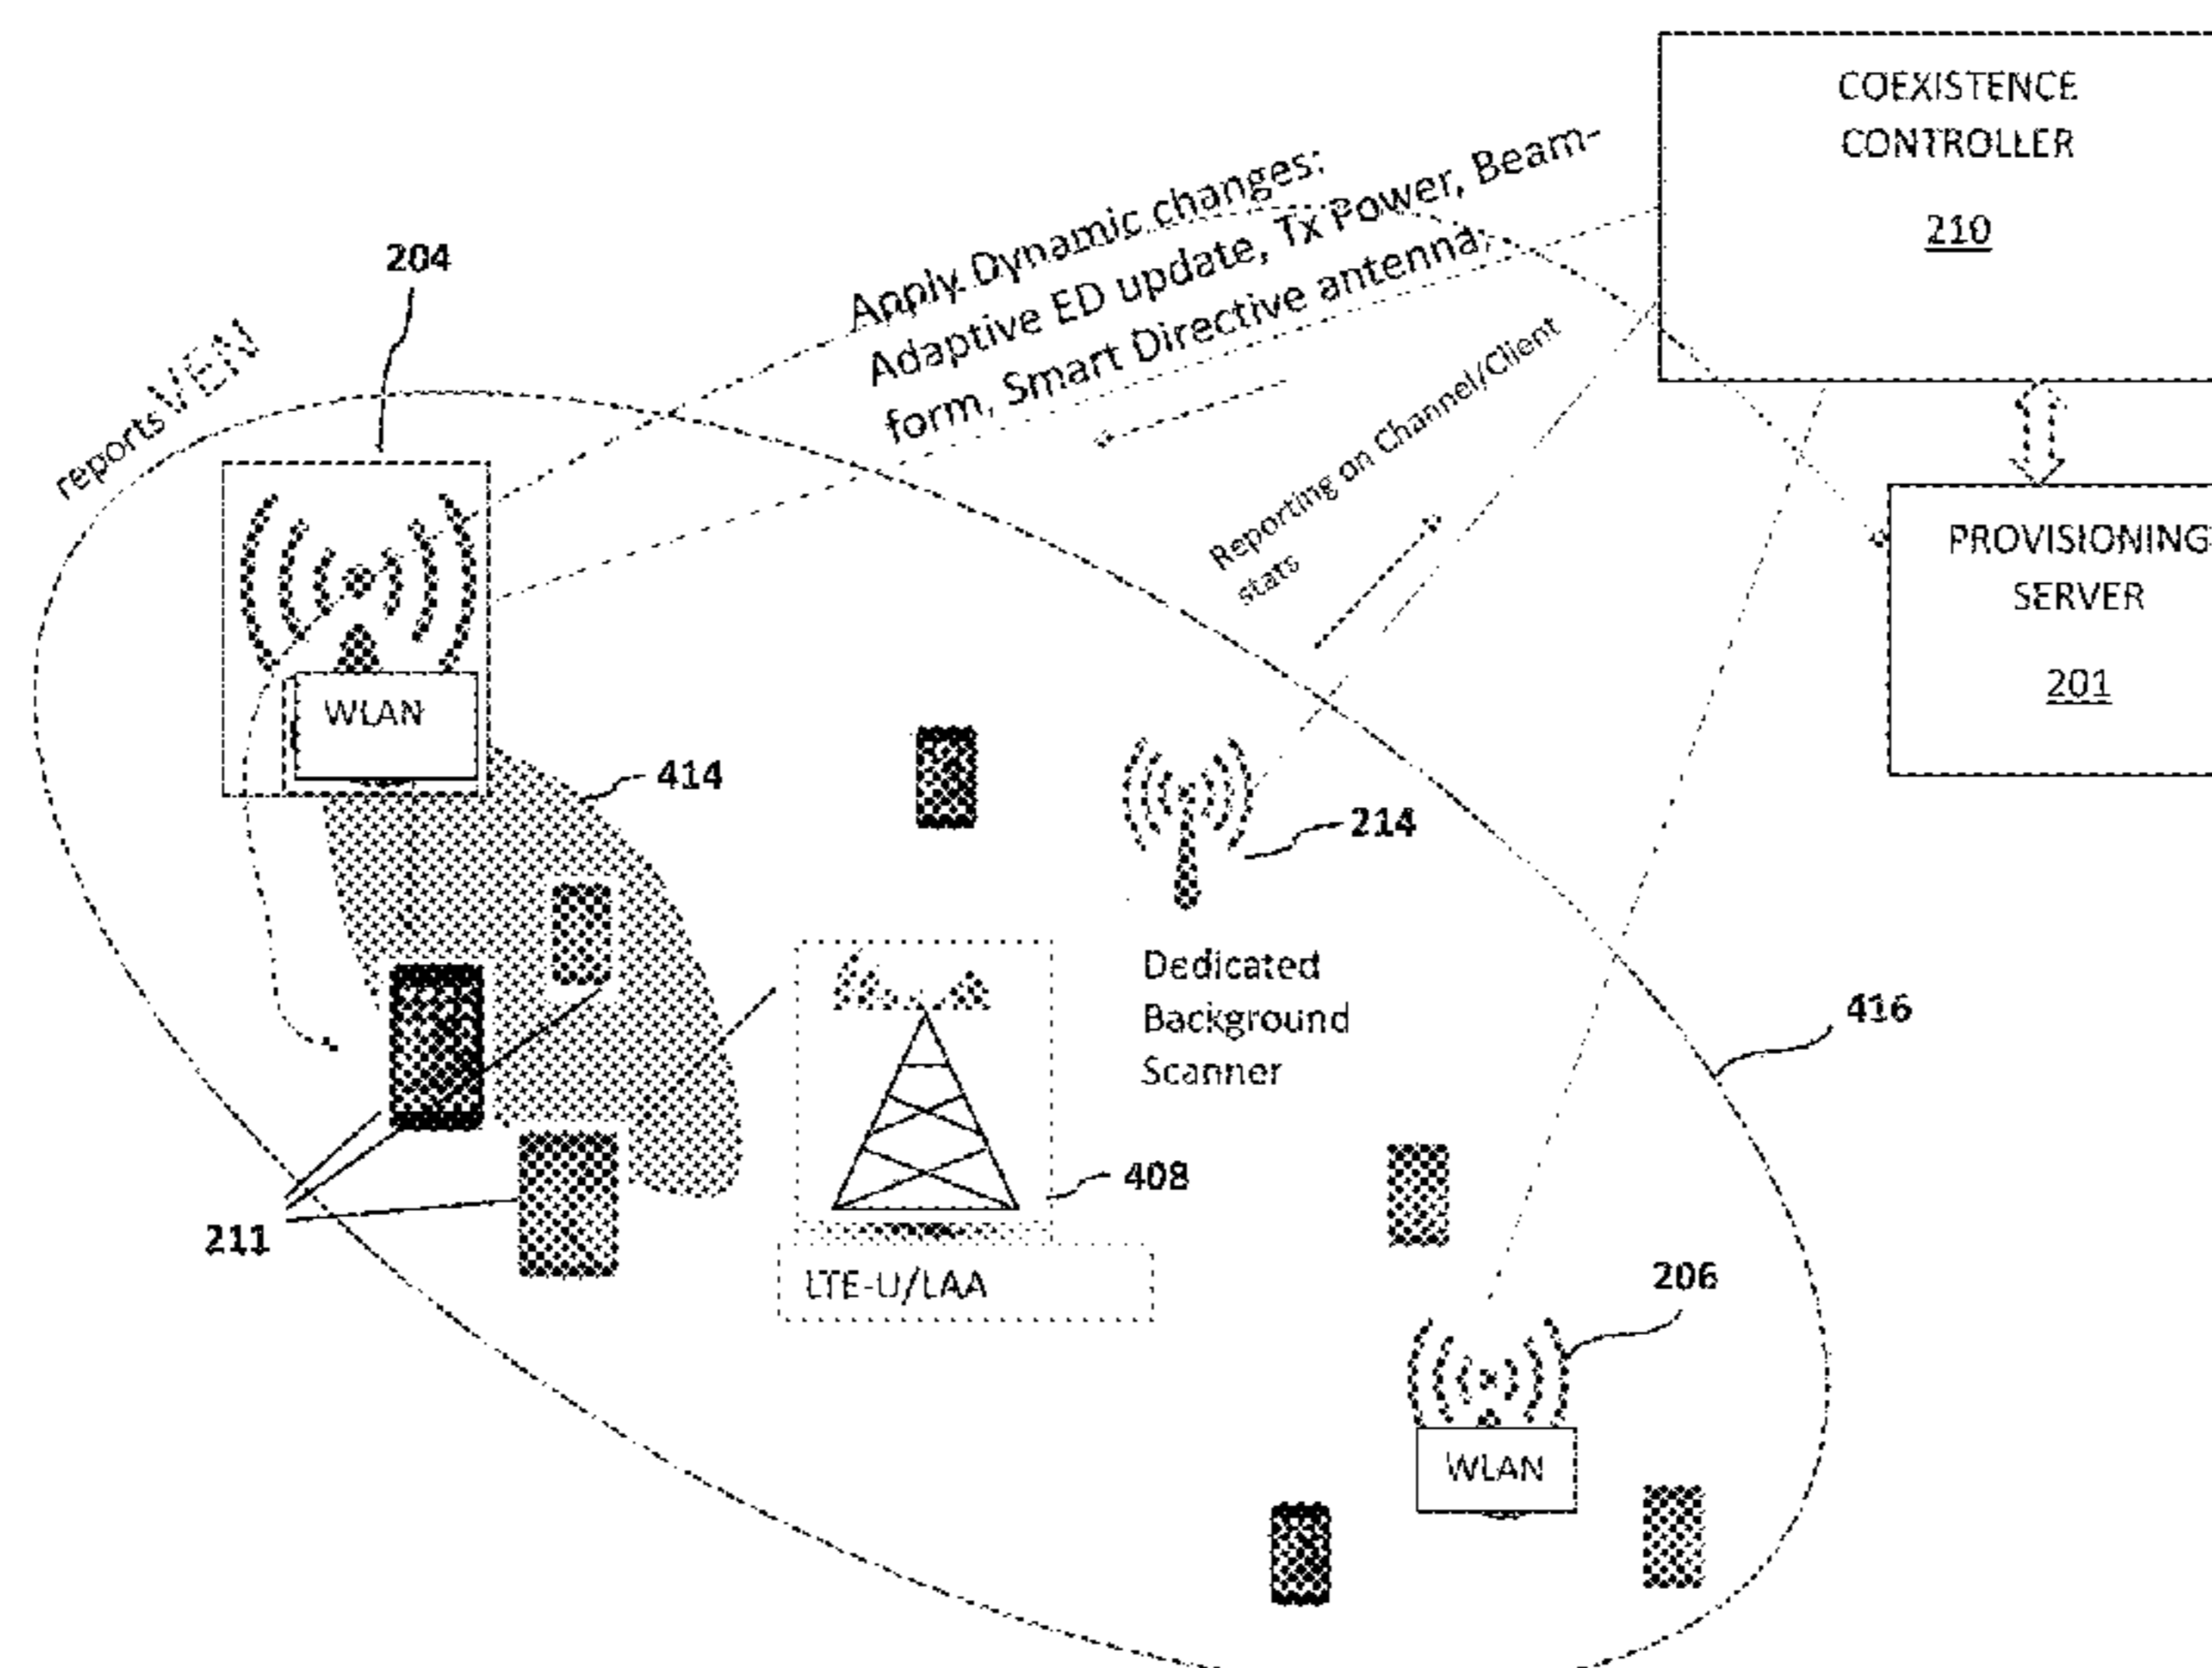 COEXISTENCE
CONTROLLER
210
Apply Dynamic changes:
Adaptive ED update, Tx Power, Beam-
form, Smart Directive antenna,
204
reports VEN
Reporting on Channel/Client
stats
PROVISIONING
SERVER
201
WLAN
414
214
Dedicated
Background
Scanner
416
408
211
LTE-U/LAA
206
WLAN